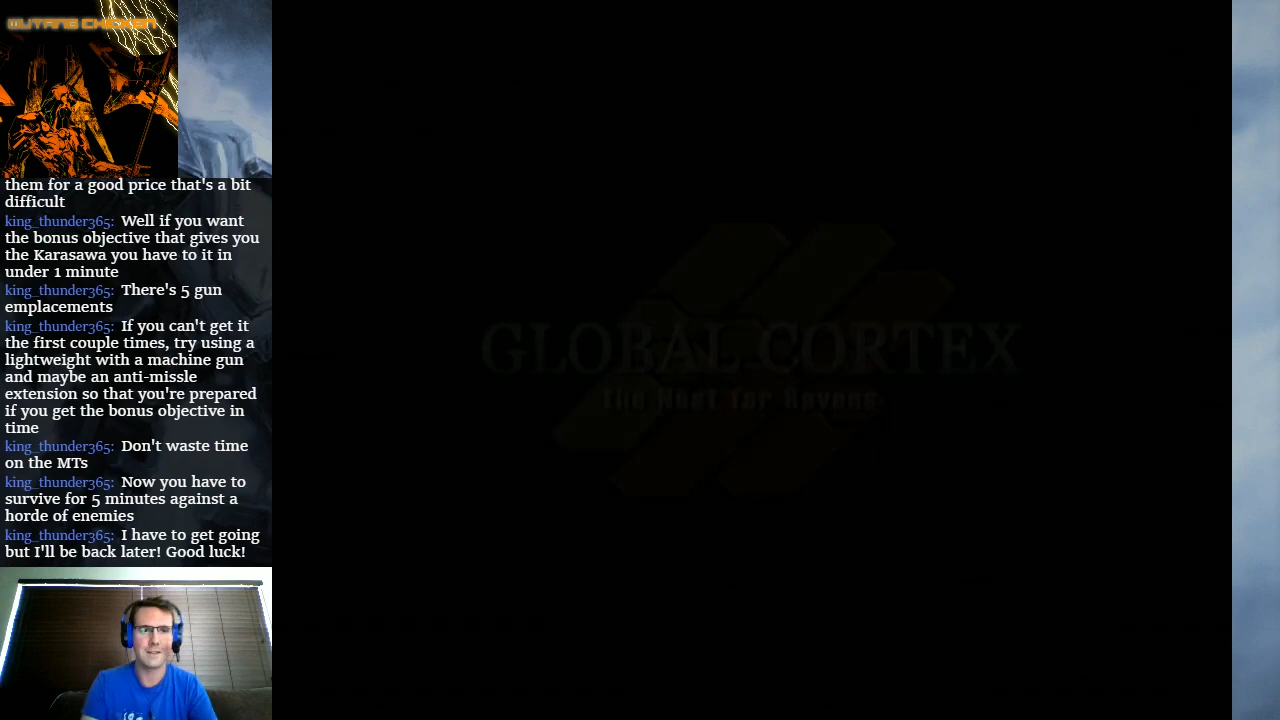 WUTANG CHICKEN
them for a good price that's a bit
difficult
king_thunder365: Well if you want
the bonus objective that gives you
the Karasawa you have to it in
under 1 minute
king_thunder365: There's 5 gun
emplacements
king_thunder365: If you can't get it
the first couple times, try using a
lightweight with a machine gun
and maybe an anti-missle
extension so that you're prepared
if you get the bonus objective in
time
king_thunder365: Don't waste time
on the MTs
king_thunder365: Now you have to
survive for 5 minutes against a
horde of enemies
king_thunder365: I have to get going
but I'll be back later! Good luck!
GLOBAL CORTEX
The Nest for Ravens